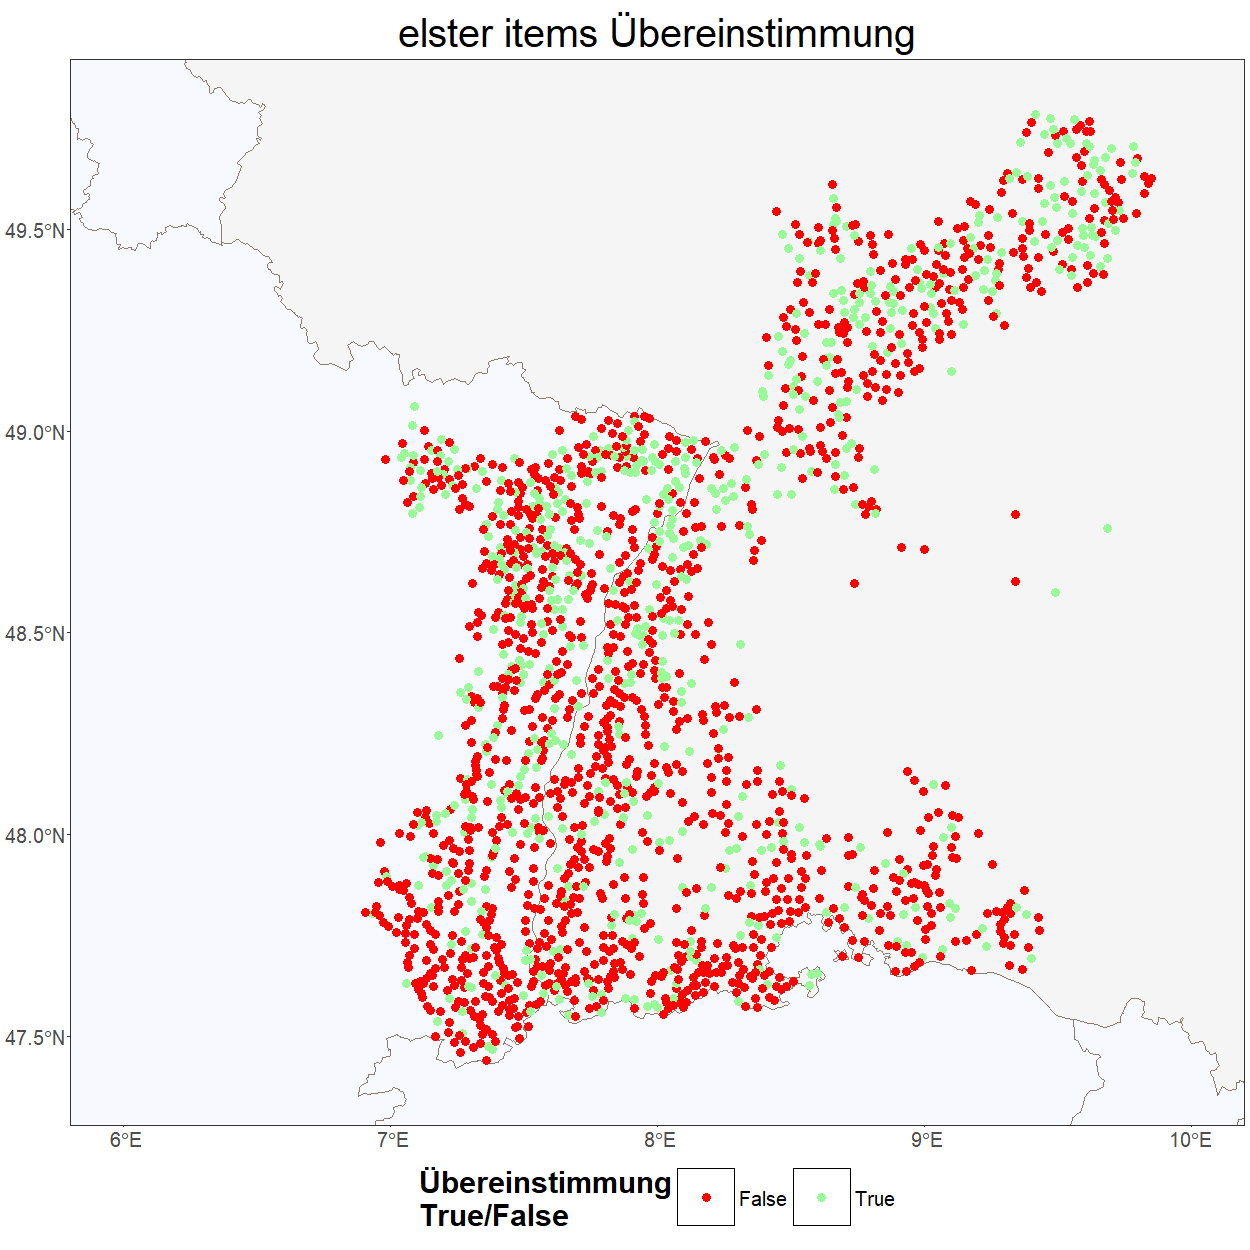 elster items Übereinstimmung
49.5°N
49.0°N
48.5°N
48.0°N
47.5°N
6°E 7°E 8°E 9°E 10°E
Übereinstimmung
True/False
False True